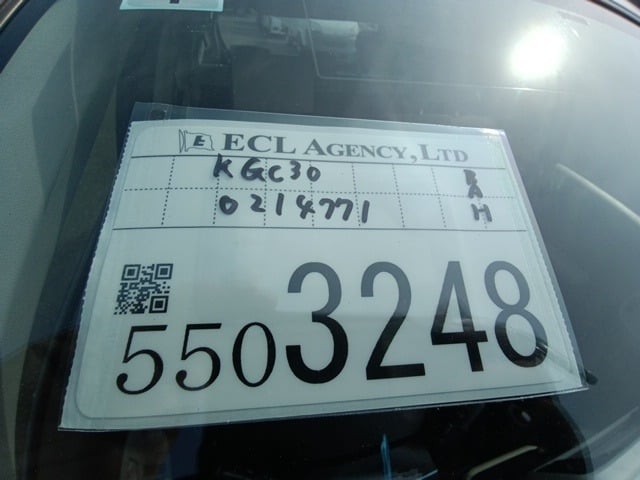 E ECL AGENCY, LTD
KGC30
0214771
BAH
5503248